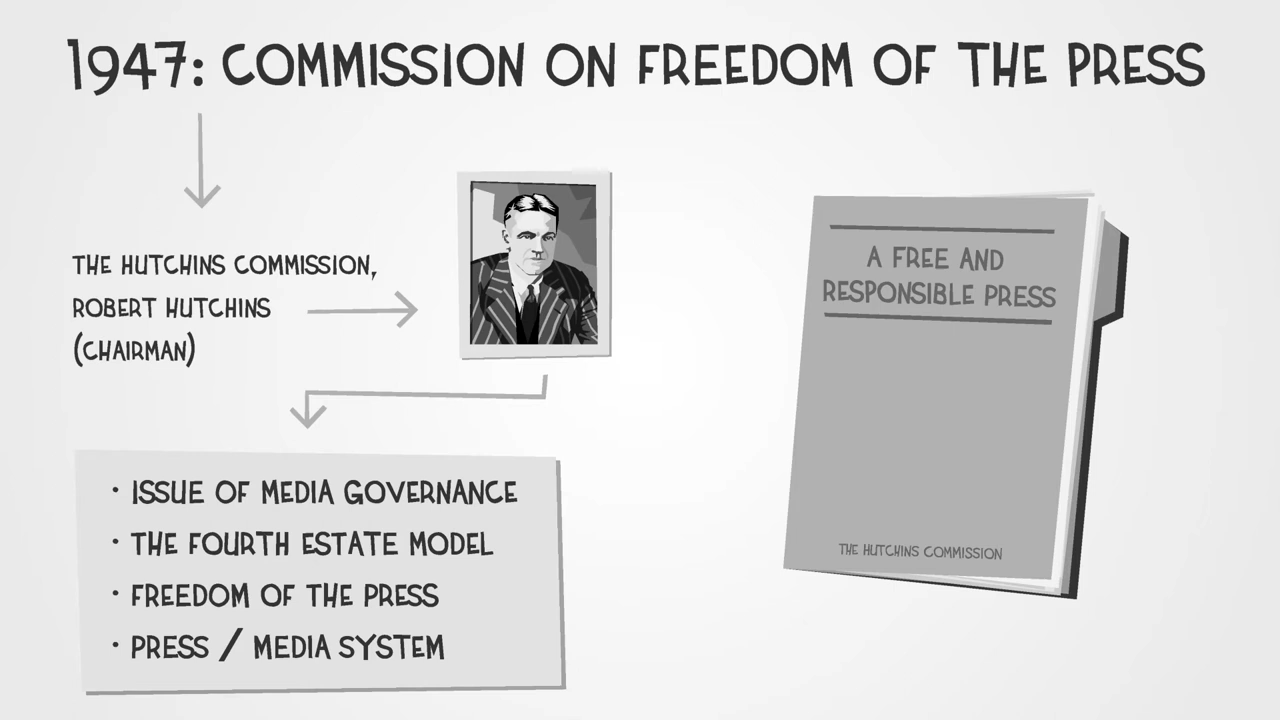 1947: COMMISSION ON FREEDOM OF THE PRESS
THE HUTCHINS COMMISSION,
ROBERT HUTCHINS
(CHAIRMAN)
• ISSUE OF MEDIA GOVERNANCE
• THE FOURTH ESTATE MODEL
• FREEDOM OF THE PRESS
• PRESS / MEDIA SYSTEM
A FREE AND
RESPONSIBLE PRESS
THE HUTCHINS COMMISSION